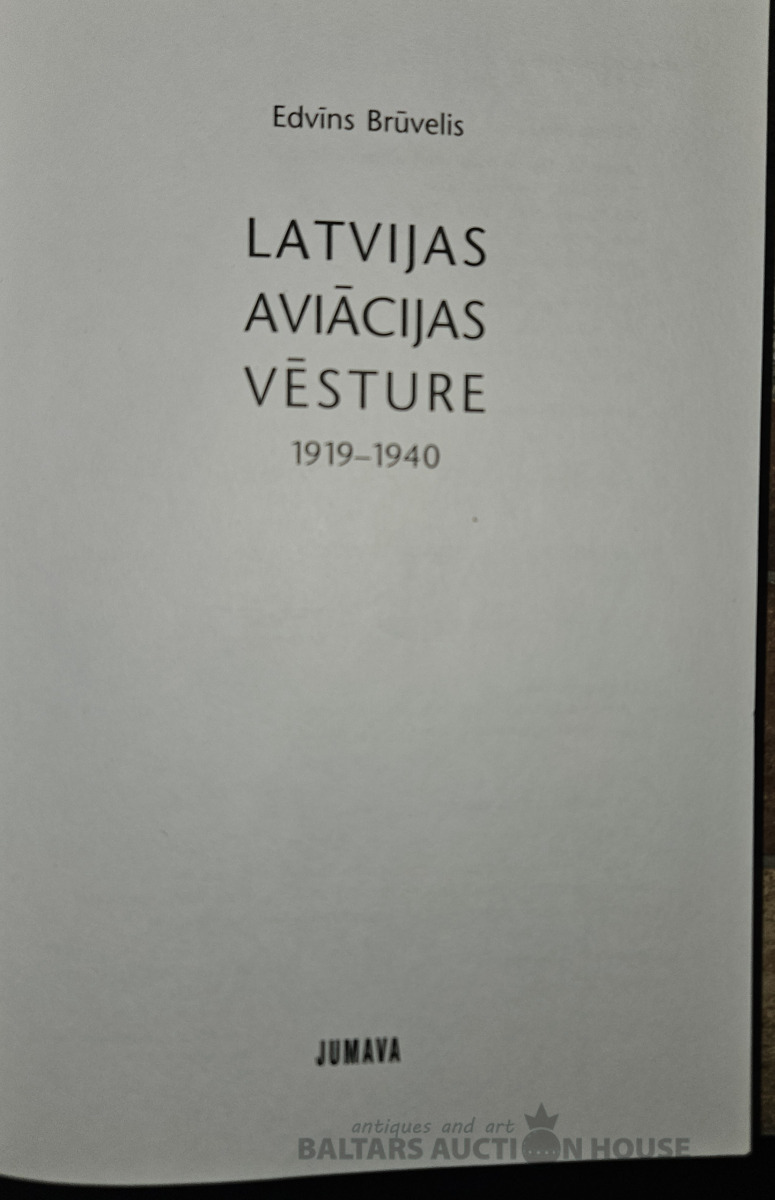 Edvīns Brūvelis
LATVIJAS
AVIĀCIJAS
VĒSTURE
1919–1940
JUMAVA
antiques and art
BALTARS AUCTION HOUSE